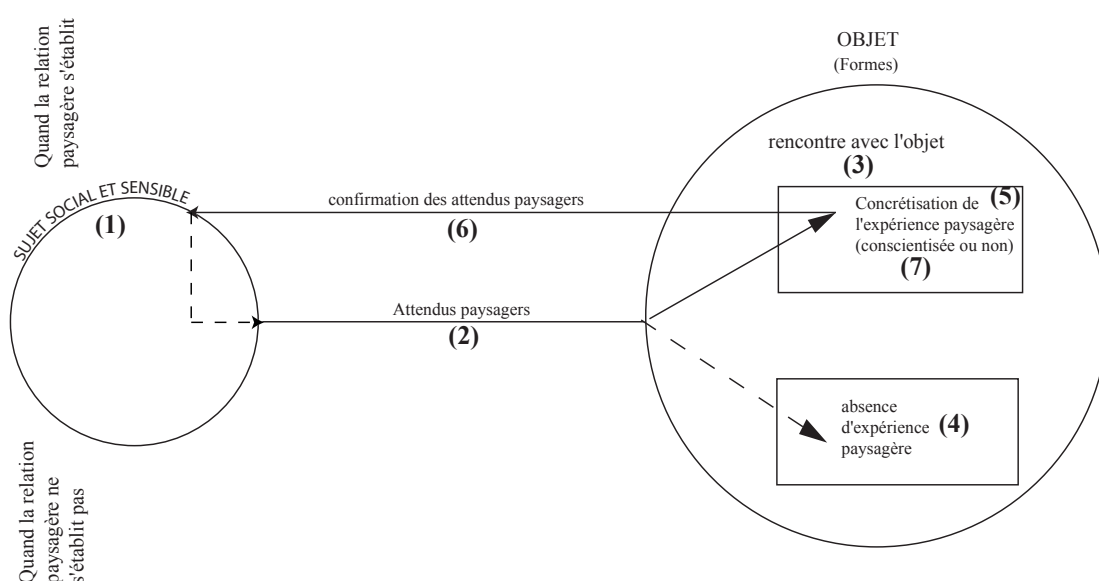 Quand la relation
paysagère s'établit
OBJET
(Formes)
rencontre avec l'objet
(3)
SUJET SOCIAL ET SENSIBLE
(1)
confirmation des attendus paysagers
(6)
Concrétisation de (5)
l'expérience paysagère
(conscientisée ou non)
(7)
Attendus paysagers
(2)
absence
d'expérience (4)
paysagère
Quand la relation
paysagère ne
s'établit pas